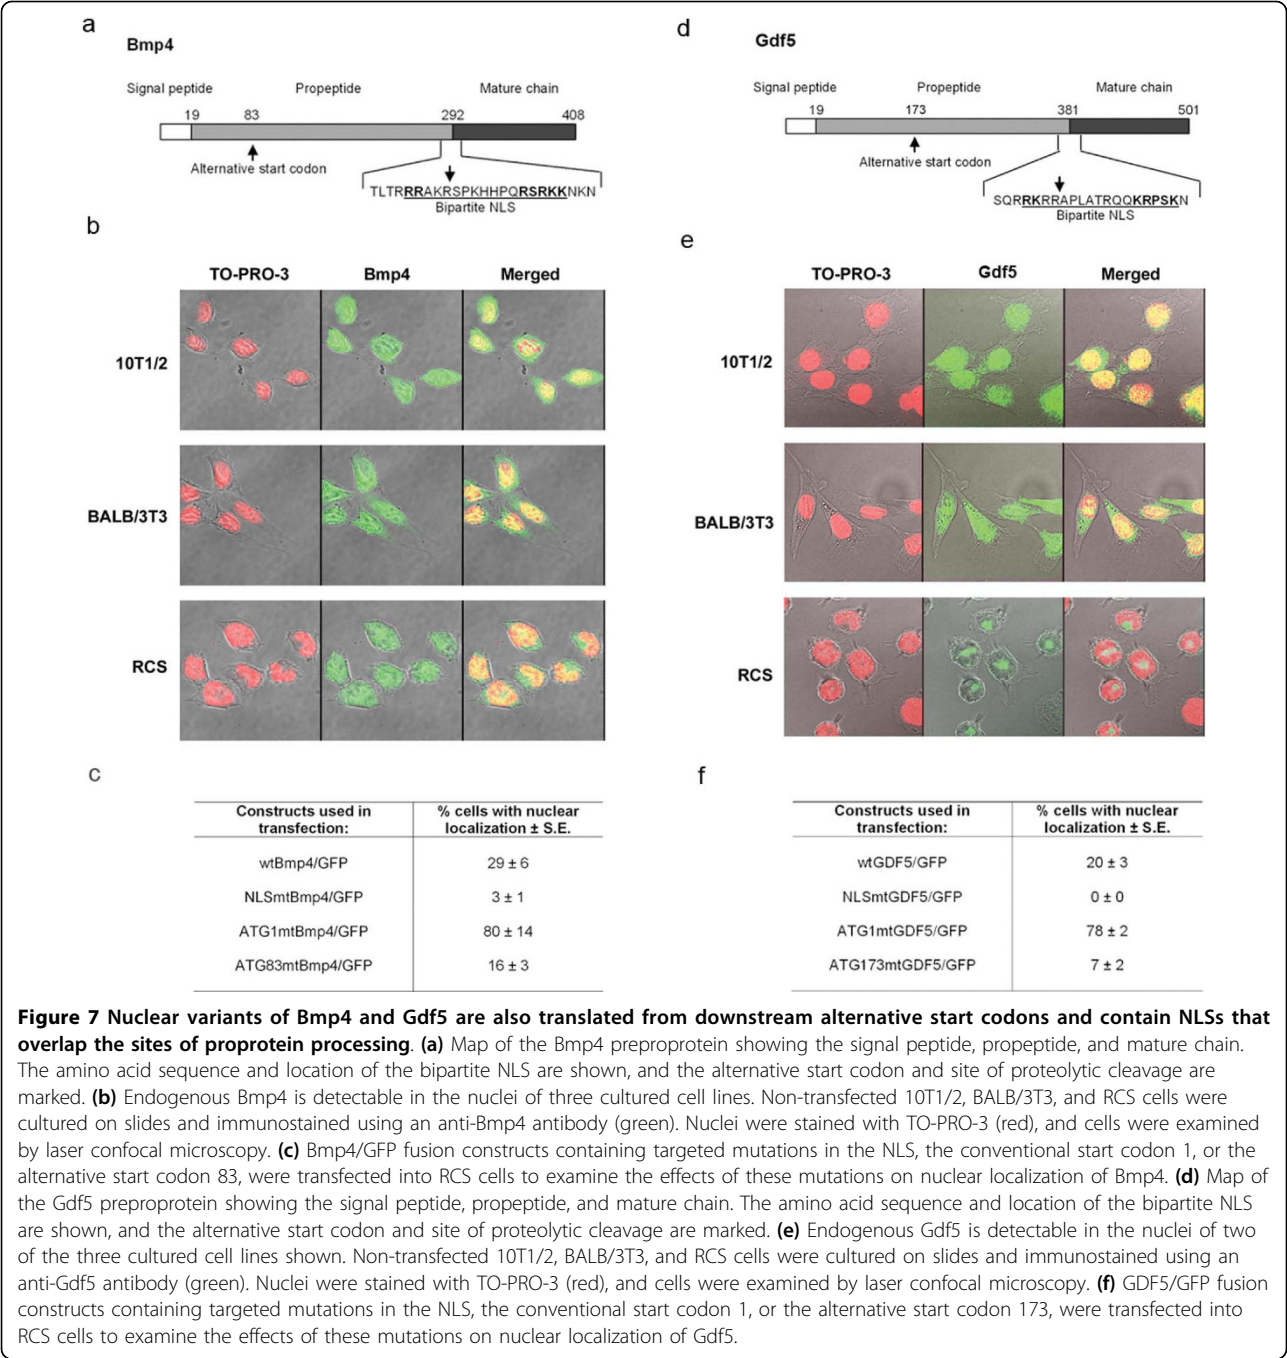 a
Bmp4
Signal peptide Propeptide Mature chain
19 83 292 408
Alternative start codon
TLTRRRAKRSPKHHPQRSRKKNKN
Bipartite NLS
b
TO-PRO-3 Bmp4 Merged
10T1/2
BALB/3T3
RCS
c
Constructs used in transfection: % cells with nuclear localization ± S.E.
wtBmp4/GFP 29 ± 6
NLSmtBmp4/GFP 3 ± 1
ATG1mtBmp4/GFP 80 ± 14
ATG83mtBmp4/GFP 16 ± 3
d
Gdf5
Signal peptide Propeptide Mature chain
19 173 381 501
Alternative start codon
SQRRKRRAPLATRQQKRPSKN
Bipartite NLS
e
TO-PRO-3 Gdf5 Merged
10T1/2
BALB/3T3
RCS
f
Constructs used in transfection: % cells with nuclear localization ± S.E.
wtGDF5/GFP 20 ± 3
NLSmtGDF5/GFP 0 ± 0
ATG1mtGDF5/GFP 78 ± 2
ATG173mtGDF5/GFP 7 ± 2
Figure 7 Nuclear variants of Bmp4 and Gdf5 are also translated from downstream alternative start codons and contain NLSs that
overlap the sites of proprotein processing. (a) Map of the Bmp4 preproprotein showing the signal peptide, propeptide, and mature chain.
The amino acid sequence and location of the bipartite NLS are shown, and the alternative start codon and site of proteolytic cleavage are
marked. (b) Endogenous Bmp4 is detectable in the nuclei of three cultured cell lines. Non-transfected 10T1/2, BALB/3T3, and RCS cells were
cultured on slides and immunostained using an anti-Bmp4 antibody (green). Nuclei were stained with TO-PRO-3 (red), and cells were examined
by laser confocal microscopy. (c) Bmp4/GFP fusion constructs containing targeted mutations in the NLS, the conventional start codon 1, or the
alternative start codon 83, were transfected into RCS cells to examine the effects of these mutations on nuclear localization of Bmp4. (d) Map of
the Gdf5 preproprotein showing the signal peptide, propeptide, and mature chain. The amino acid sequence and location of the bipartite NLS
are shown, and the alternative start codon and site of proteolytic cleavage are marked. (e) Endogenous Gdf5 is detectable in the nuclei of two
of the three cultured cell lines shown. Non-transfected 10T1/2, BALB/3T3, and RCS cells were cultured on slides and immunostained using an
anti-Gdf5 antibody (green). Nuclei were stained with TO-PRO-3 (red), and cells were examined by laser confocal microscopy. (f) GDF5/GFP fusion
constructs containing targeted mutations in the NLS, the conventional start codon 1, or the alternative start codon 173, were transfected into
RCS cells to examine the effects of these mutations on nuclear localization of Gdf5.